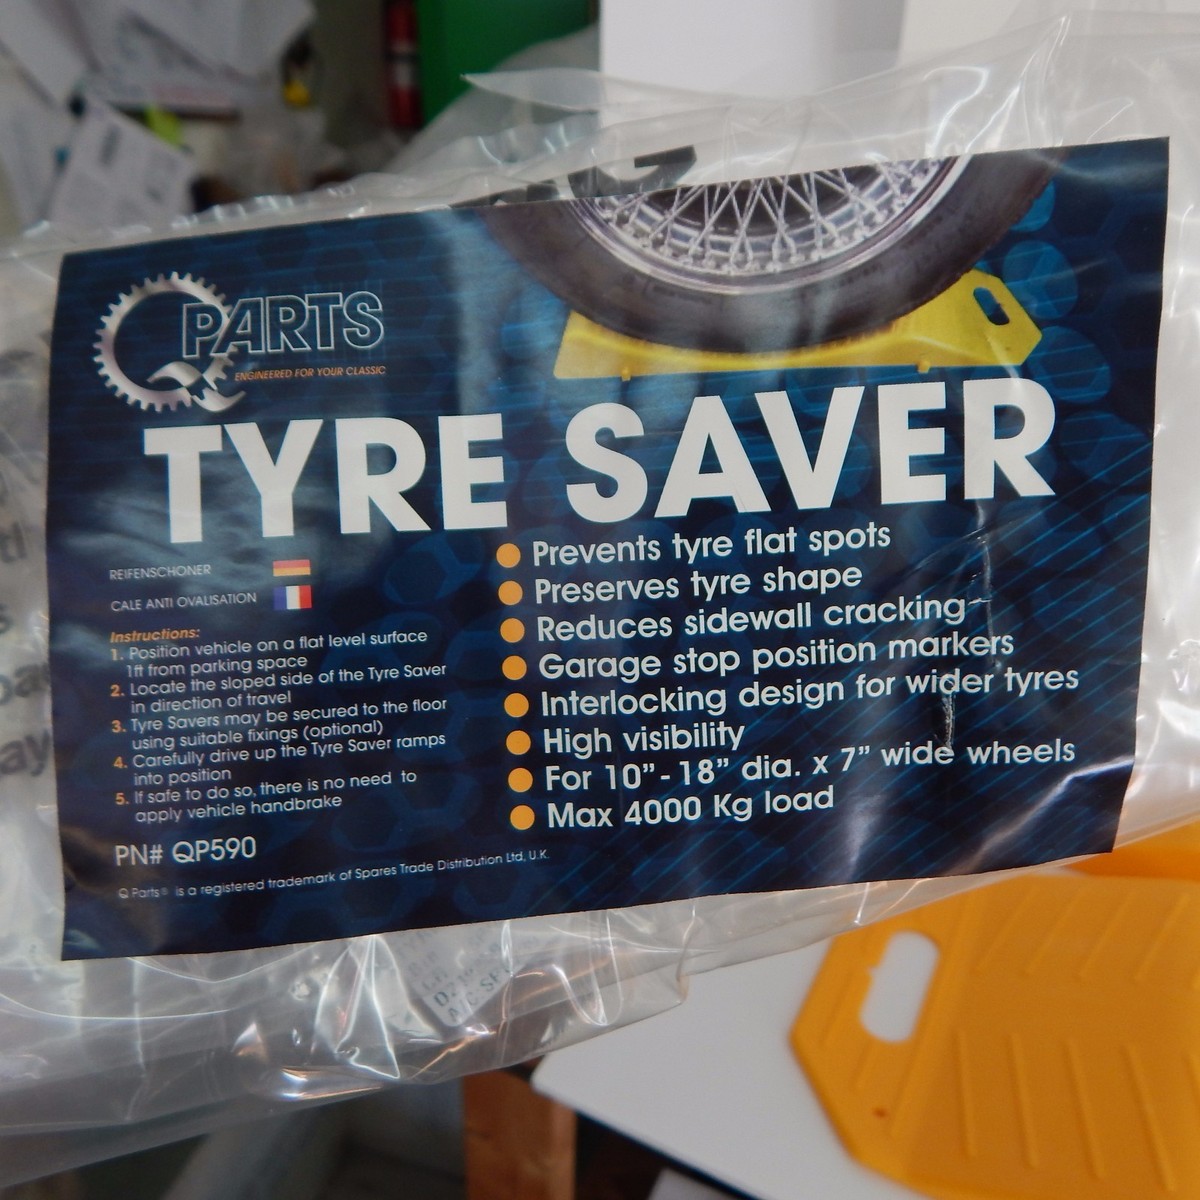 Q PARTS
ENGINEERED FOR YOUR CLASSIC
TYRE SAVER
REIFENSCHONER
CALE ANTI OVALISATION
Instructions:
1. Position vehicle on a flat level surface
1ft from parking space
2. Locate the sloped side of the Tyre Saver
in direction of travel
3. Tyre Savers may be secured to the floor
using suitable fixings (optional)
4. Carefully drive up the Tyre Saver ramps
into position
5. If safe to do so, there is no need to
apply vehicle handbrake
PN# QP590
Q Parts® is a registered trademark of Spares Trade Distribution Ltd, U.K.
Prevents tyre flat spots
Preserves tyre shape
Reduces sidewall cracking
Garage stop position markers
Interlocking design for wider tyres
High visibility
For 10”-18” dia. x 7” wide wheels
Max 4000 Kg load